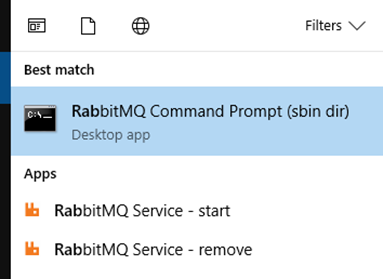 Filters
Best match
RabbitMQ Command Prompt (sbin dir)
Desktop app
Apps
RabbitMQ Service - start
RabbitMQ Service - remove